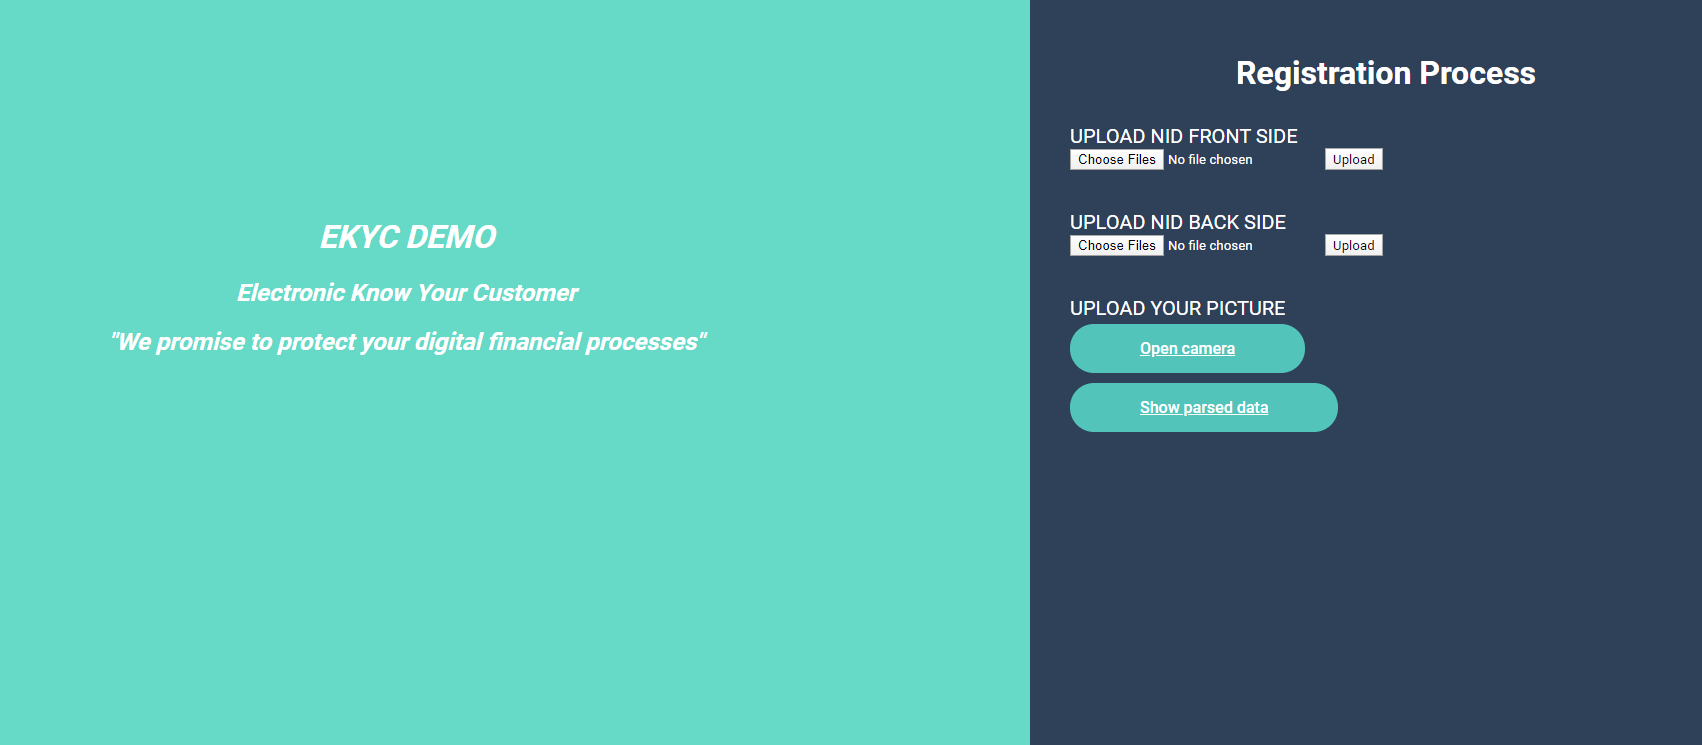 EKYC DEMO
Electronic Know Your Customer
"We promise to protect your digital financial processes"
Registration Process
UPLOAD NID FRONT SIDE
Choose Files No file chosen Upload
UPLOAD NID BACK SIDE
Choose Files No file chosen Upload
UPLOAD YOUR PICTURE
Open camera
Show parsed data